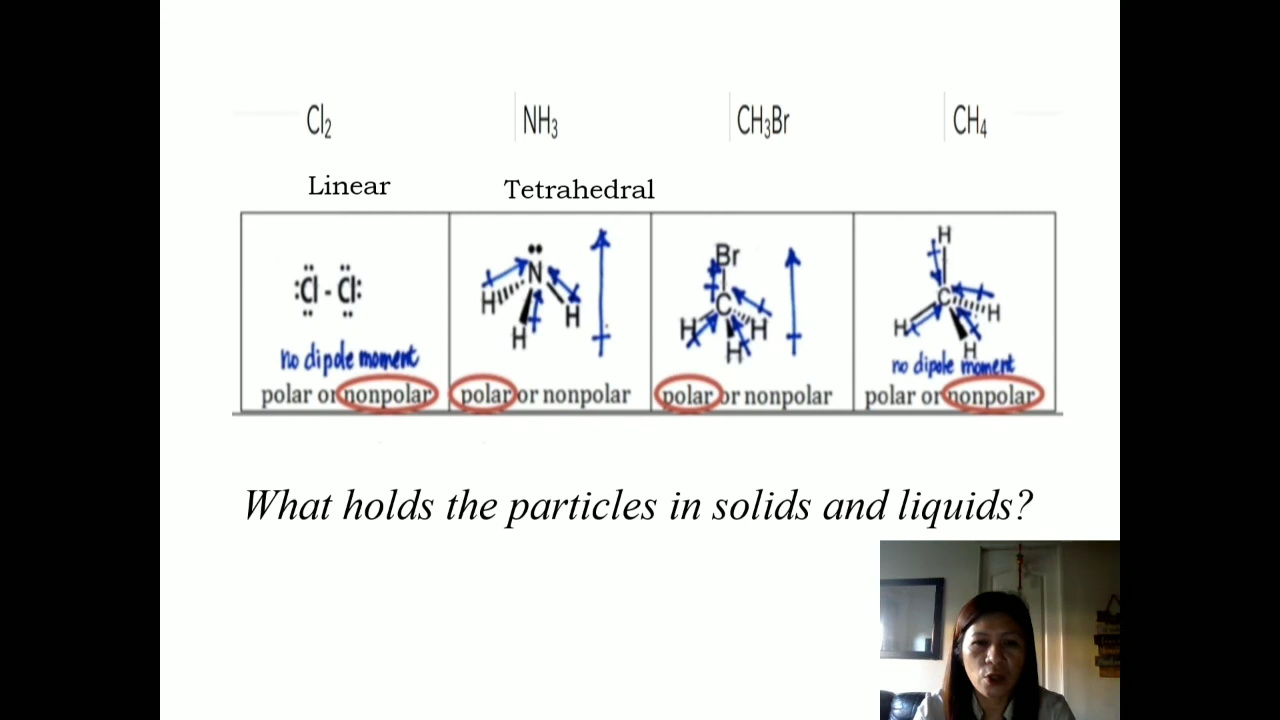 Cl₂ NH₃ CH₃Br CH₄
Linear Tetrahedral
:Cl - Cl: N H H H Br C H H H H C H H H
no dipole moment no dipole moment
polar or nonpolar polar or nonpolar polar or nonpolar polar or nonpolar
What holds the particles in solids and liquids?